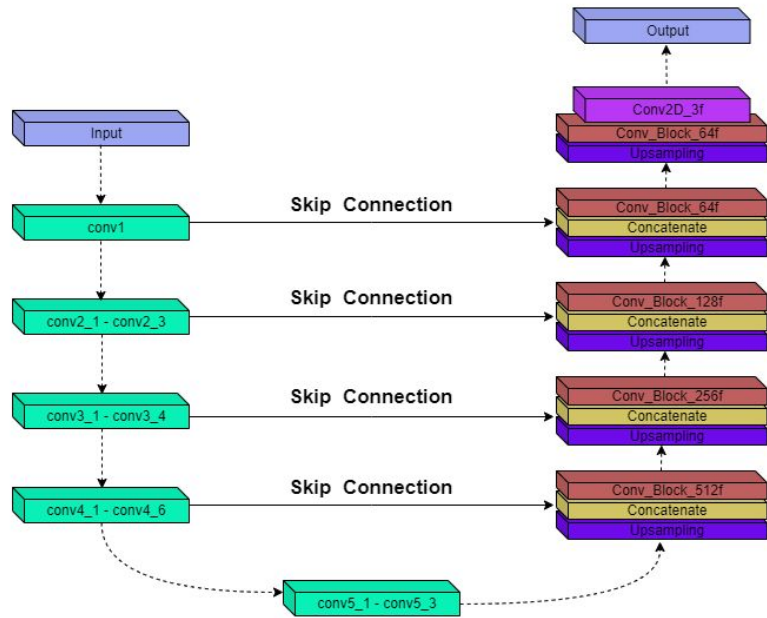 Output
Conv2D_3f
Conv_Block_64f
Upsampling
Input
conv1
Skip Connection
Conv_Block_64f
Concatenate
Upsampling
conv2_1 - conv2_3
Skip Connection
Conv_Block_128f
Concatenate
Upsampling
conv3_1 - conv3_4
Skip Connection
Conv_Block_256f
Concatenate
Upsampling
conv4_1 - conv4_6
Skip Connection
Conv_Block_512f
Concatenate
Upsampling
conv5_1 - conv5_3